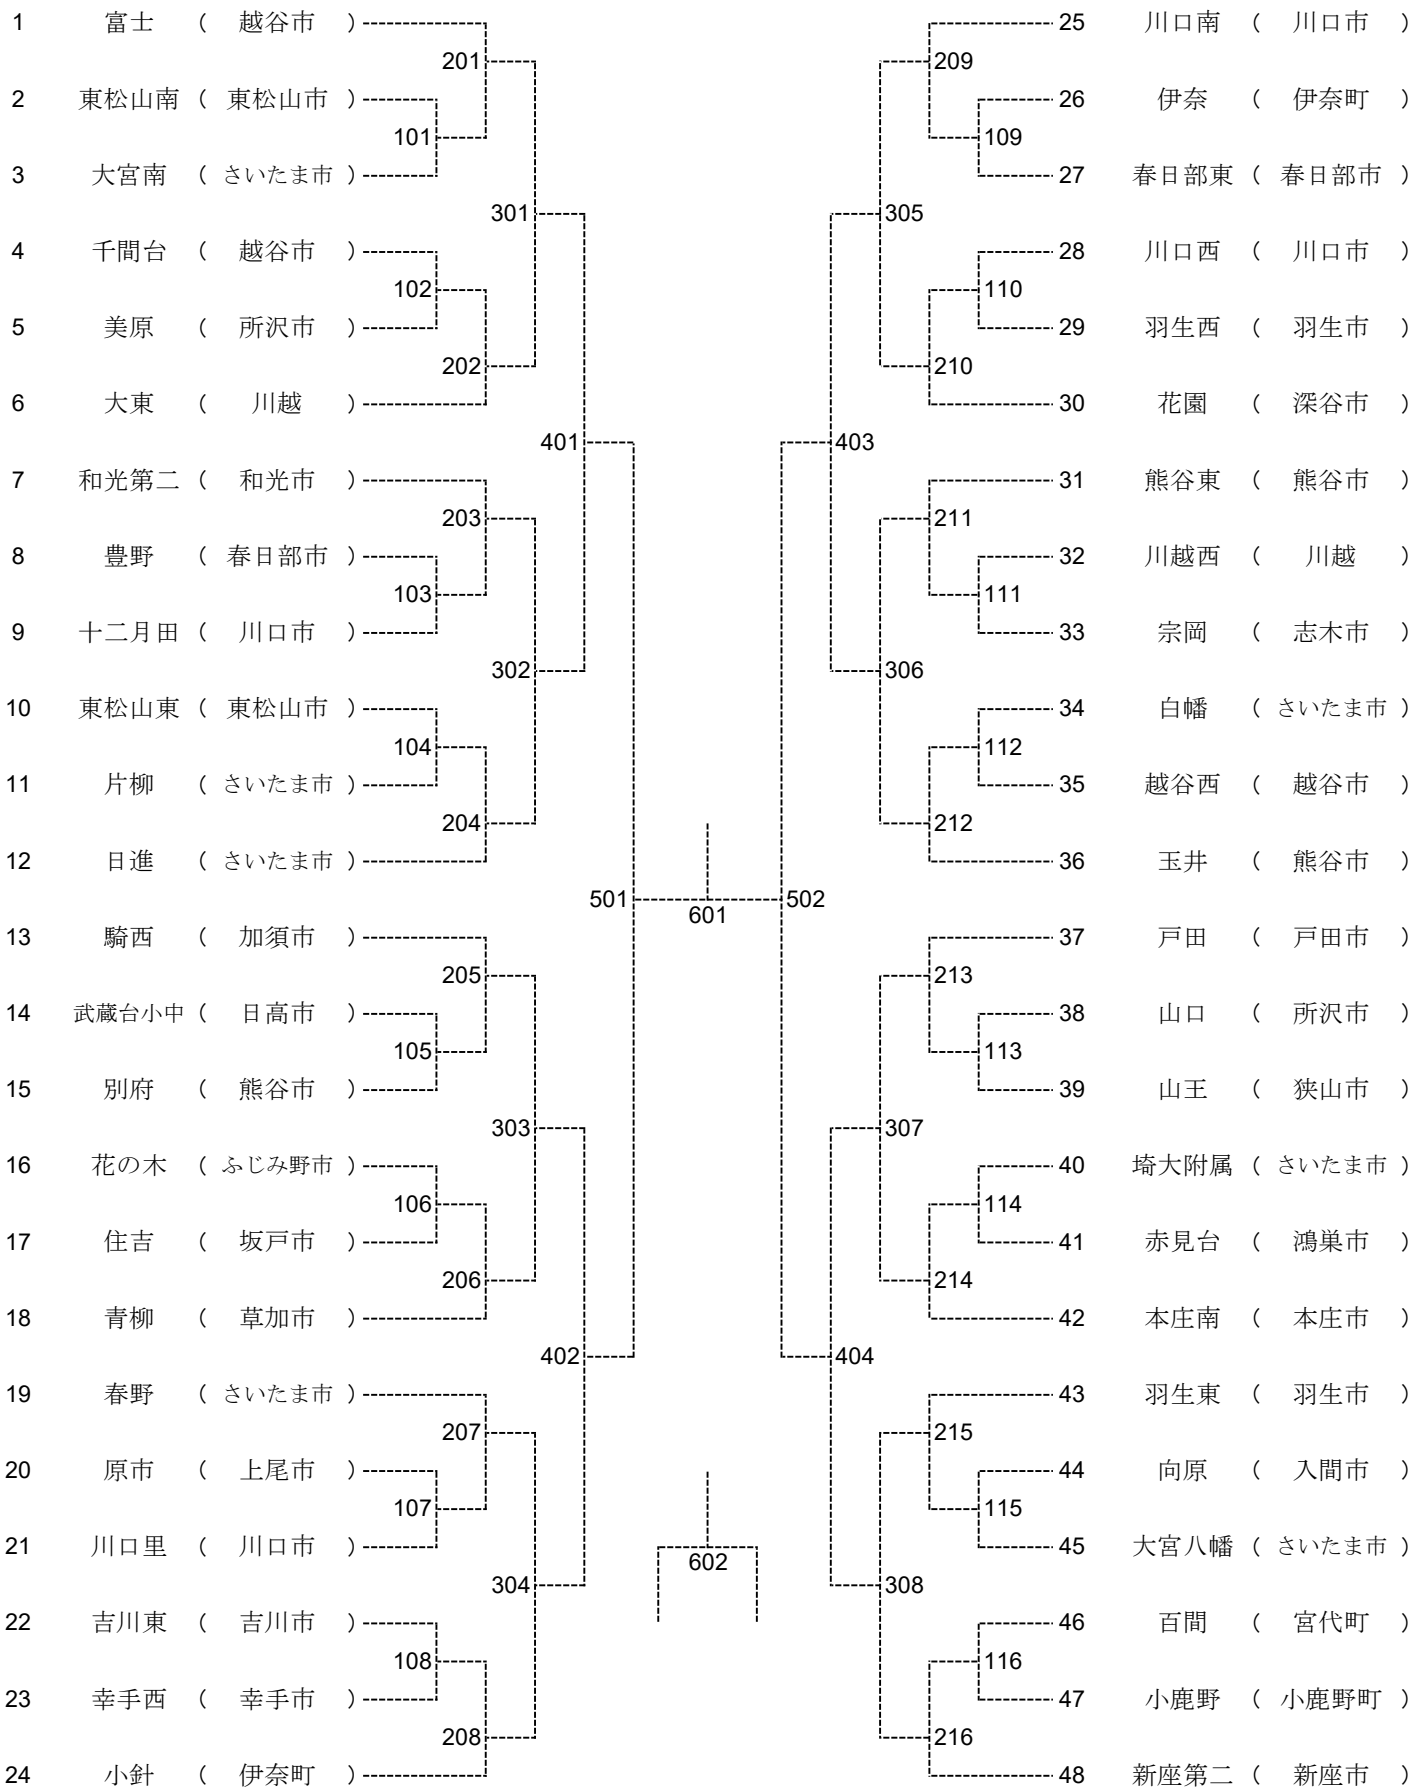 1 富士 ( 越谷市 )
201
2 東松山南 ( 東松山市 )
101
3 大宮南 ( さいたま市 )
301
4 千間台 ( 越谷市 )
102
5 美原 ( 所沢市 )
202
6 大東 ( 川越 )
401
7 和光第二 ( 和光市 )
203
8 豊野 ( 春日部市 )
103
9 十二月田 ( 川口市 )
302
10 東松山東 ( 東松山市 )
104
11 片柳 ( さいたま市 )
204
12 日進 ( さいたま市 )
501
13 騎西 ( 加須市 )
205
14 武蔵台小中 ( 日高市 )
105
15 別府 ( 熊谷市 )
303
16 花の木 ( ふじみ野市 )
106
17 住吉 ( 坂戸市 )
206
18 青柳 ( 草加市 )
402
19 春野 ( さいたま市 )
207
20 原市 ( 上尾市 )
107
21 川口里 ( 川口市 )
304
22 吉川東 ( 吉川市 )
108
23 幸手西 ( 幸手市 )
208
24 小針 ( 伊奈町 )
601
602
25 川口南 ( 川口市 )
209
26 伊奈 ( 伊奈町 )
109
27 春日部東 ( 春日部市 )
305
28 川口西 ( 川口市 )
110
29 羽生西 ( 羽生市 )
210
30 花園 ( 深谷市 )
403
31 熊谷東 ( 熊谷市 )
211
32 川越西 ( 川越 )
111
33 宗岡 ( 志木市 )
306
34 白幡 ( さいたま市 )
112
35 越谷西 ( 越谷市 )
212
36 玉井 ( 熊谷市 )
502
37 戸田 ( 戸田市 )
213
38 山口 ( 所沢市 )
113
39 山王 ( 狭山市 )
307
40 埼大附属 ( さいたま市 )
114
41 赤見台 ( 鴻巣市 )
214
42 本庄南 ( 本庄市 )
404
43 羽生東 ( 羽生市 )
215
44 向原 ( 入間市 )
115
45 大宮八幡 ( さいたま市 )
308
46 百間 ( 宮代町 )
116
47 小鹿野 ( 小鹿野町 )
216
48 新座第二 ( 新座市 )